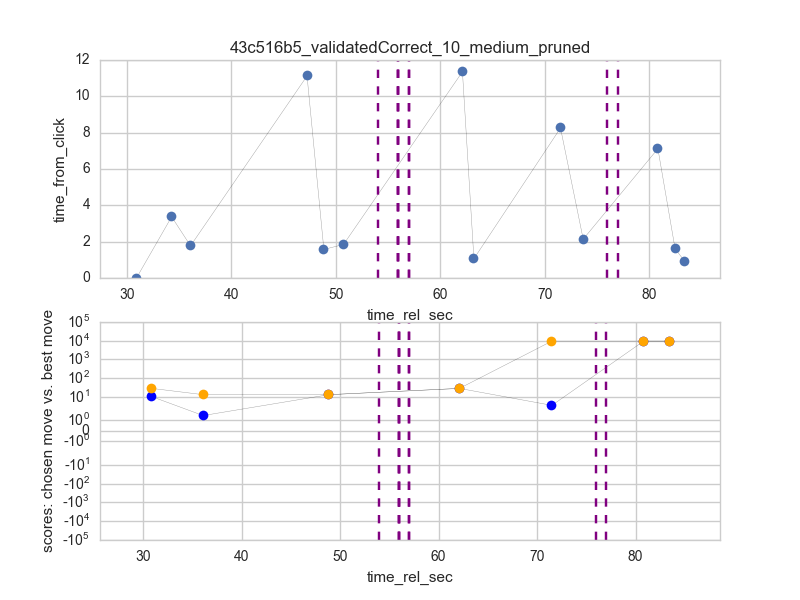 43c516b5_validatedCorrect_10_medium_pruned
12
10
8
6
4
2
0
time_from_click
30 40 50 60 70 80
time_rel_sec
10^5
10^4
10^3
10^2
10^1
10^0
0
-10^0
-10^1
-10^2
-10^3
-10^4
-10^5
scores: chosen move vs. best move
30 40 50 60 70 80
time_rel_sec